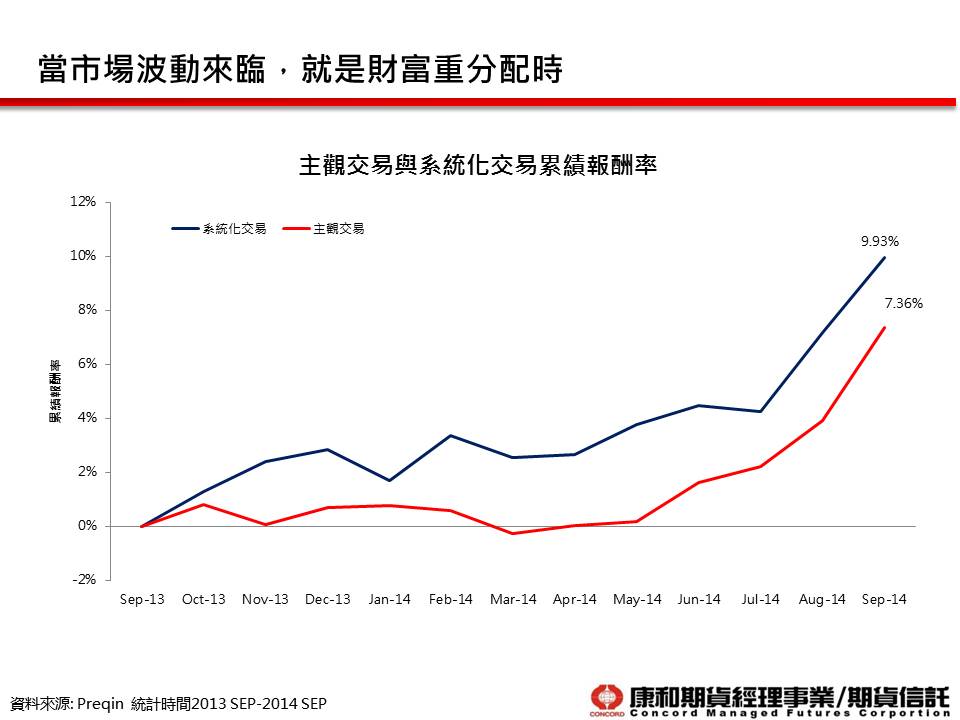 當市場波動來臨，就是財富重分配時
主觀交易與系統化交易累績報酬率
12%
10%
8%
6%
4%
2%
0%
-2%
累績報酬率
系統化交易
主觀交易
9.93%
7.36%
Sep-13 Oct-13 Nov-13 Dec-13 Jan-14 Feb-14 Mar-14 Apr-14 May-14 Jun-14 Jul-14 Aug-14 Sep-14
資料來源: Preqin 統計時間2013 SEP-2014 SEP
CONCORD
康和期貨經理事業/期貨信託
Concord Managed Futures Corportion